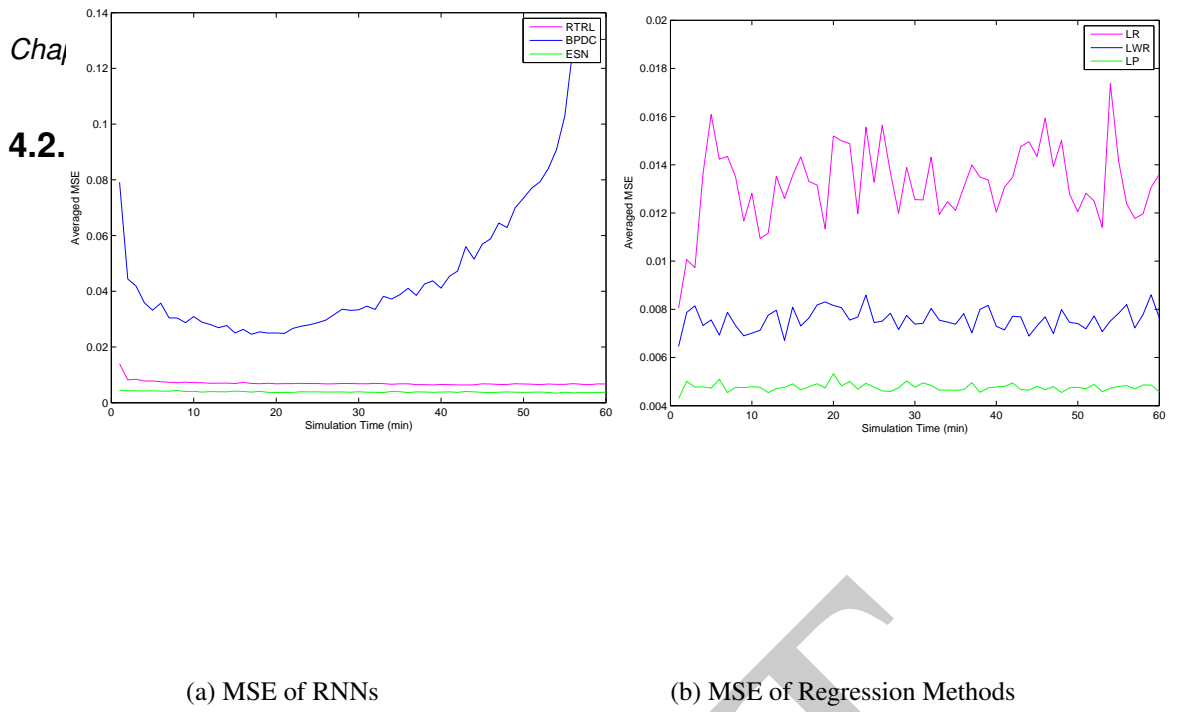 Chap
4.2.
0.14
0.12
0.1
0.08
0.06
0.04
0.02
0
Averaged MSE
RTRL
BPDC
ESN
0 10 20 30 40 50 60
Simulation Time (min)
0.02
0.018
0.016
0.014
0.012
0.01
0.008
0.006
0.004
Averaged MSE
LR
LWR
LP
0 10 20 30 40 50 60
Simulation Time (min)
(a) MSE of RNNs
(b) MSE of Regression Methods
T